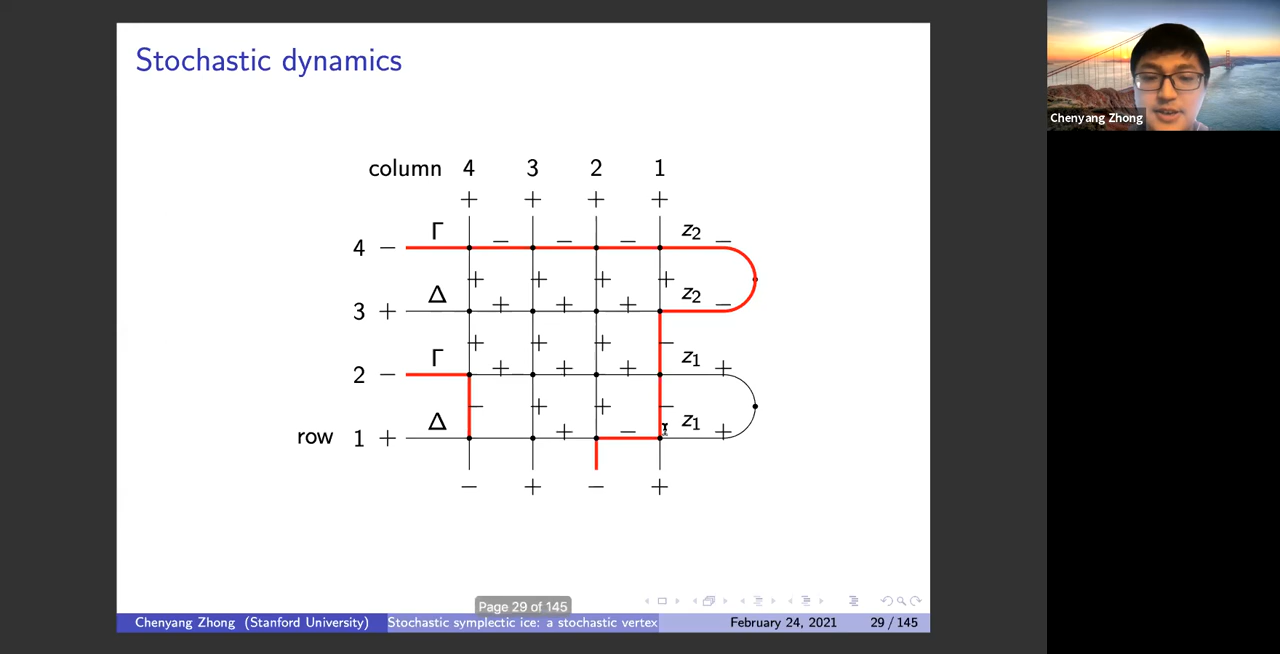 Stochastic dynamics
Chenyang Zhong
column 4 3 2 1
+ + + +
Γ z₂
4 − − − − −
+ + + +
Δ z₂
3 + + + + −
+ + + −
Γ z₁
2 − + + + +
− + + −
Δ z₁
row 1 + + − +
− + − +
Page 29 of 145
Chenyang Zhong (Stanford University) Stochastic symplectic ice: a stochastic vertex February 24, 2021 29 / 145